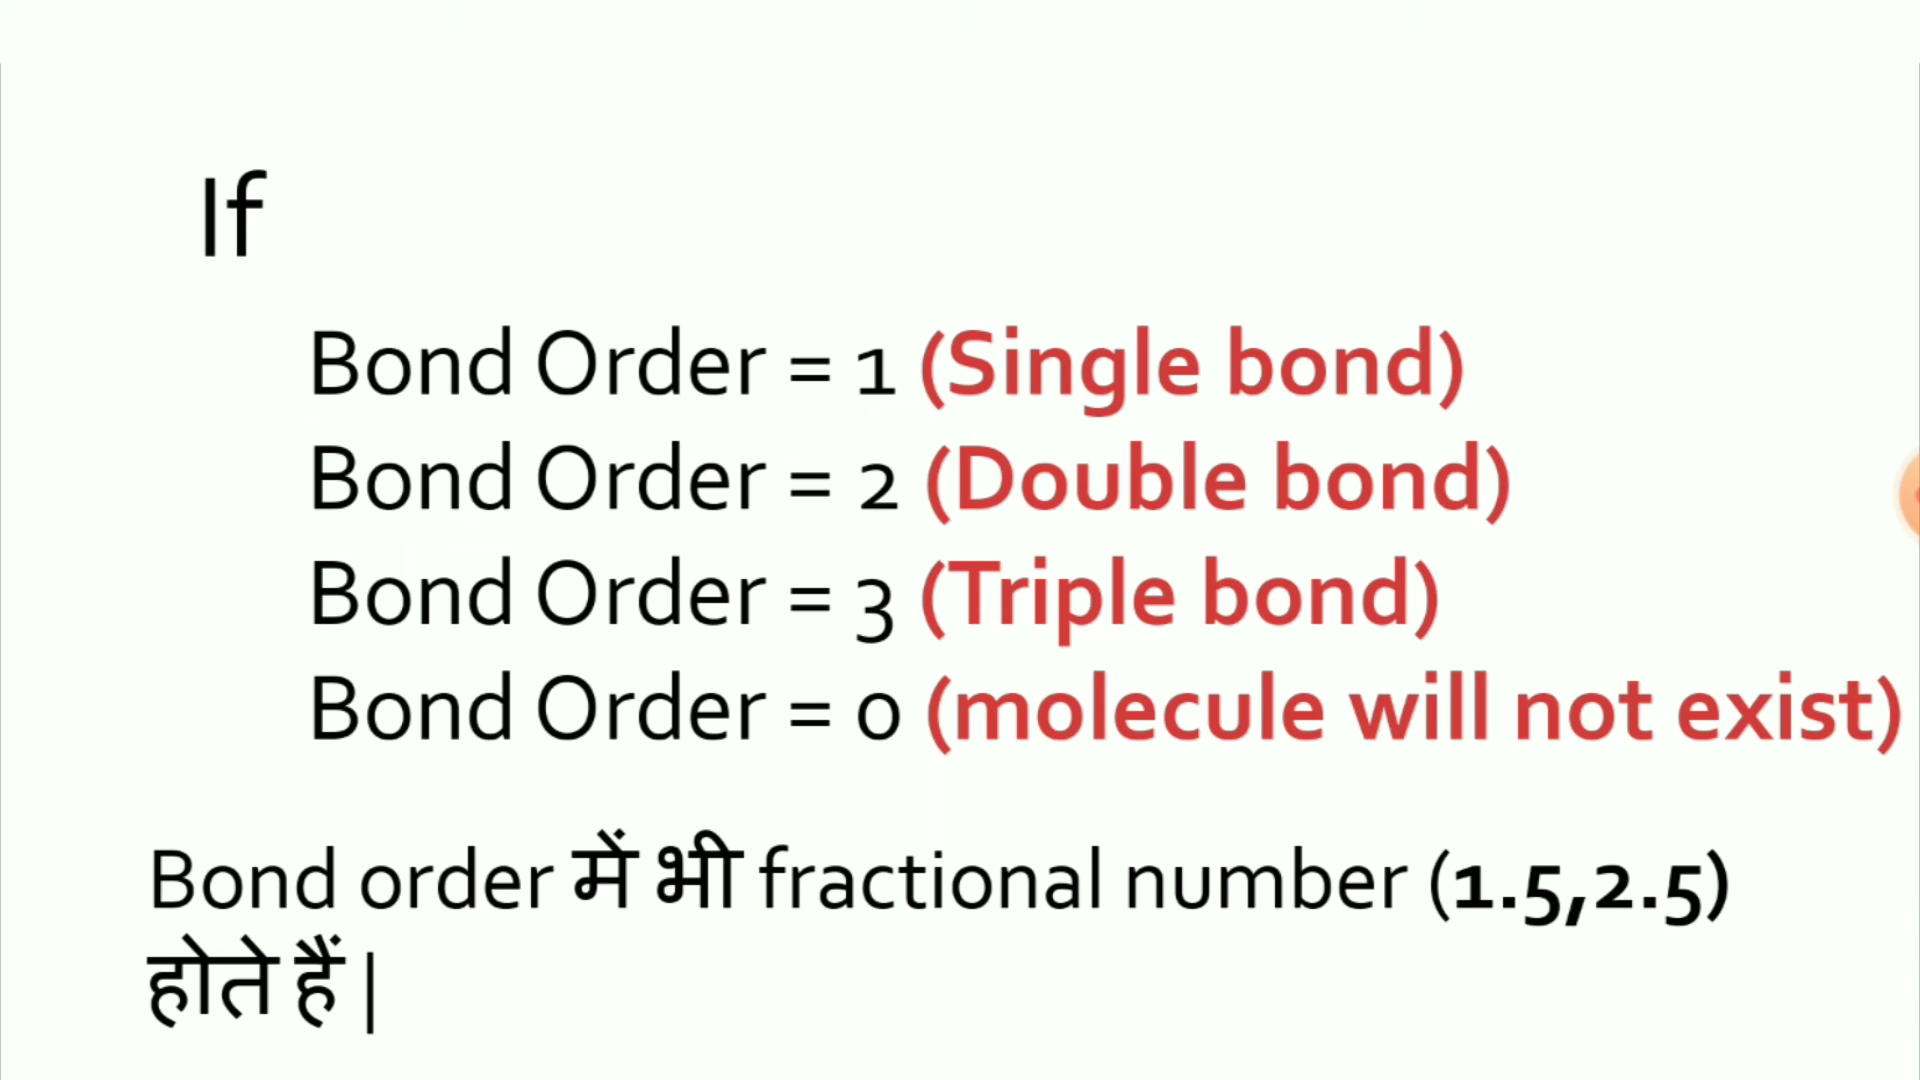 If
Bond Order = 1 (Single bond)
Bond Order = 2 (Double bond)
Bond Order = 3 (Triple bond)
Bond Order = 0 (molecule will not exist)
Bond order में भी fractional number (1.5,2.5)
होते हैं |